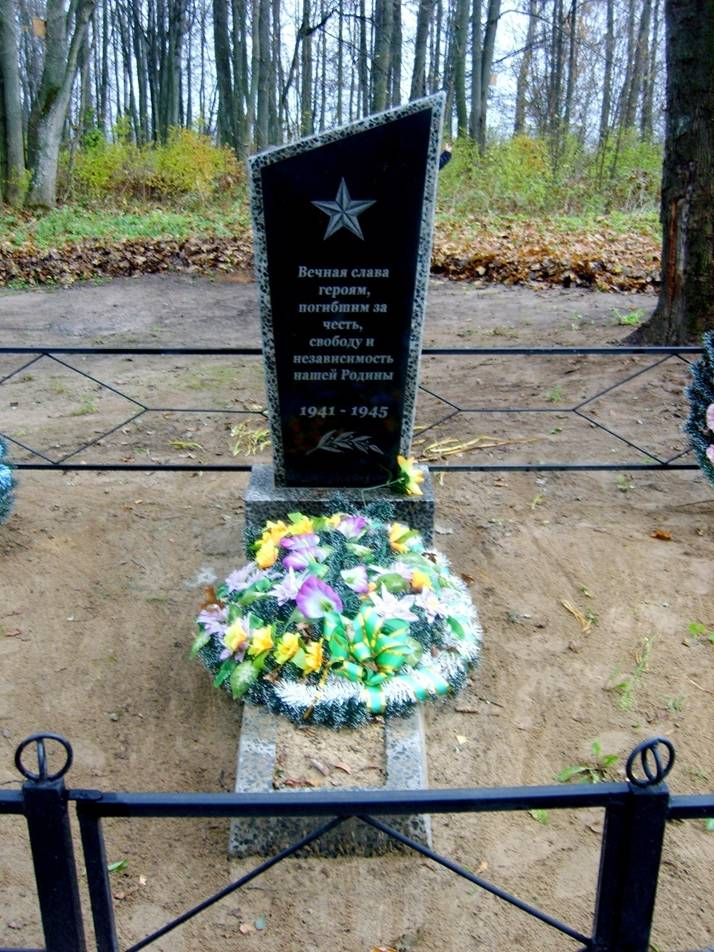 Вечная слава
героям,
погибшим за
честь,
свободу и
независимость
нашей Родины
1941 - 1945